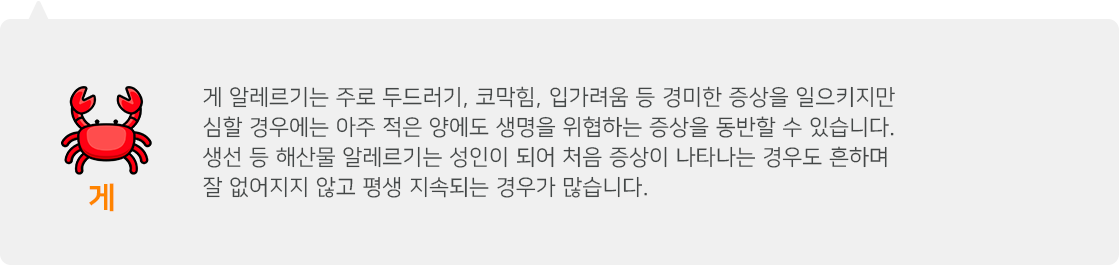 게 알레르기는 주로 두드러기, 코막힘, 입가려움 등 경미한 증상을 일으키지만
심할 경우에는 아주 적은 양에도 생명을 위협하는 증상을 동반할 수 있습니다.
생선 등 해산물 알레르기는 성인이 되어 처음 증상이 나타나는 경우도 흔하며
잘 없어지지 않고 평생 지속되는 경우가 많습니다.
게